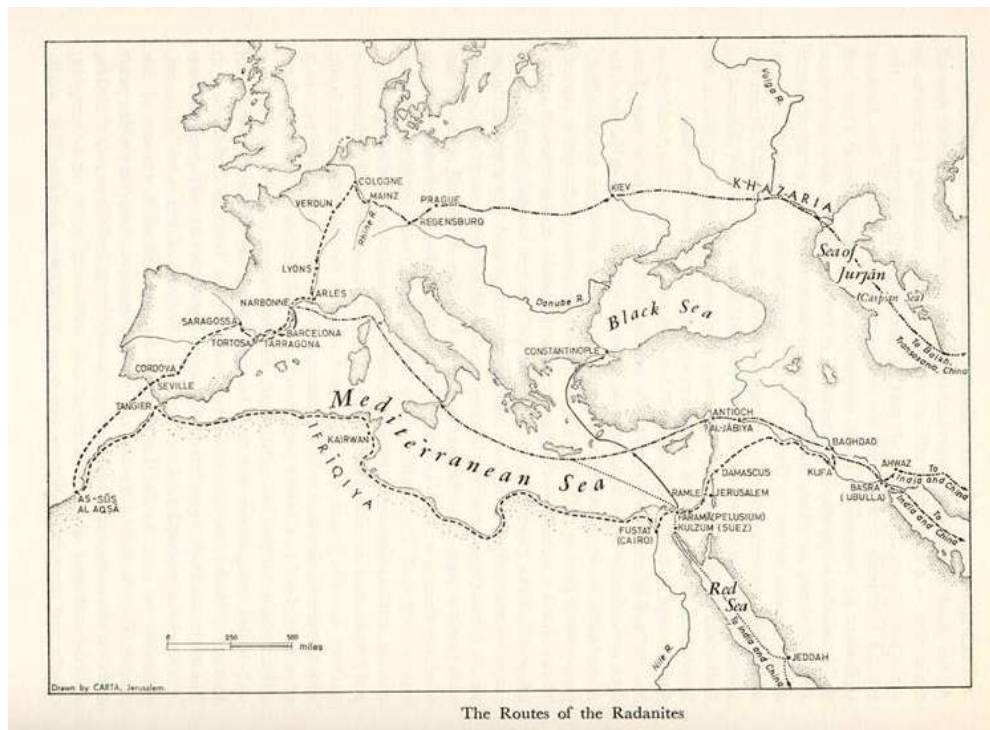 Volga R.
COLOGNE
MAINZ
VERDUN
Rhine R.
PRAGUE
REGENSBURG
KIEV
KHAZARIA
LYONS
ARLES
NARBONNE
SARAGOSSA
BARCELONA
TORTOSA
TARRAGONA
CORDOVA
SEVILLE
TANGIER
Danube R.
Black Sea
Sea of
Jurjān
(Caspian Sea)
To Balkh,
Transoxana, China
CONSTANTINOPLE
Mediterranean Sea
KAIRWAN
IFRĪQIYA
ANTIOCH
AL-JĀBIYA
BAGHDAD
DAMASCUS
KUFA
AHWAZ
To
India and China
BASRA
(UBULLA)
To
India and China
AS-SŪS
AL AQSĀ
RAMLE
JERUSALEM
FARAMA (PELUSIUM)
KULZUM (SUEZ)
FUSTAT
(CAIRO)
Red
Sea
To India and China
JEDDAH
Nile R.
0 250 500
miles
Drawn by CARTA, Jerusalem.
The Routes of the Radanites